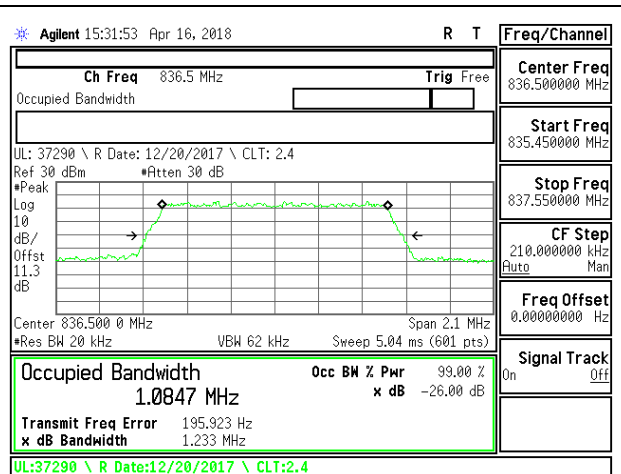 Agilent 15:31:53 Apr 16, 2018 R T
Ch Freq 836.5 MHz Trig Free
Occupied Bandwidth
UL: 37290 \ R Date: 12/20/2017 \ CLT: 2.4
Ref 30 dBm #Atten 30 dB
#Peak
Log
10
dB/
Offst
11.3
dB
Center 836.500 0 MHz Span 2.1 MHz
#Res BW 20 kHz VBW 62 kHz Sweep 5.04 ms (601 pts)
Occupied Bandwidth Occ BW % Pwr 99.00 %
1.0847 MHz x dB -26.00 dB
Transmit Freq Error 195.923 Hz
x dB Bandwidth 1.233 MHz
UL:37290 \ R Date:12/20/2017 \ CLT:2.4
Freq/Channel
Center Freq
836.500000 MHz
Start Freq
835.450000 MHz
Stop Freq
837.550000 MHz
CF Step
210.000000 kHz
Auto Man
Freq Offset
0.00000000 Hz
Signal Track
On Off